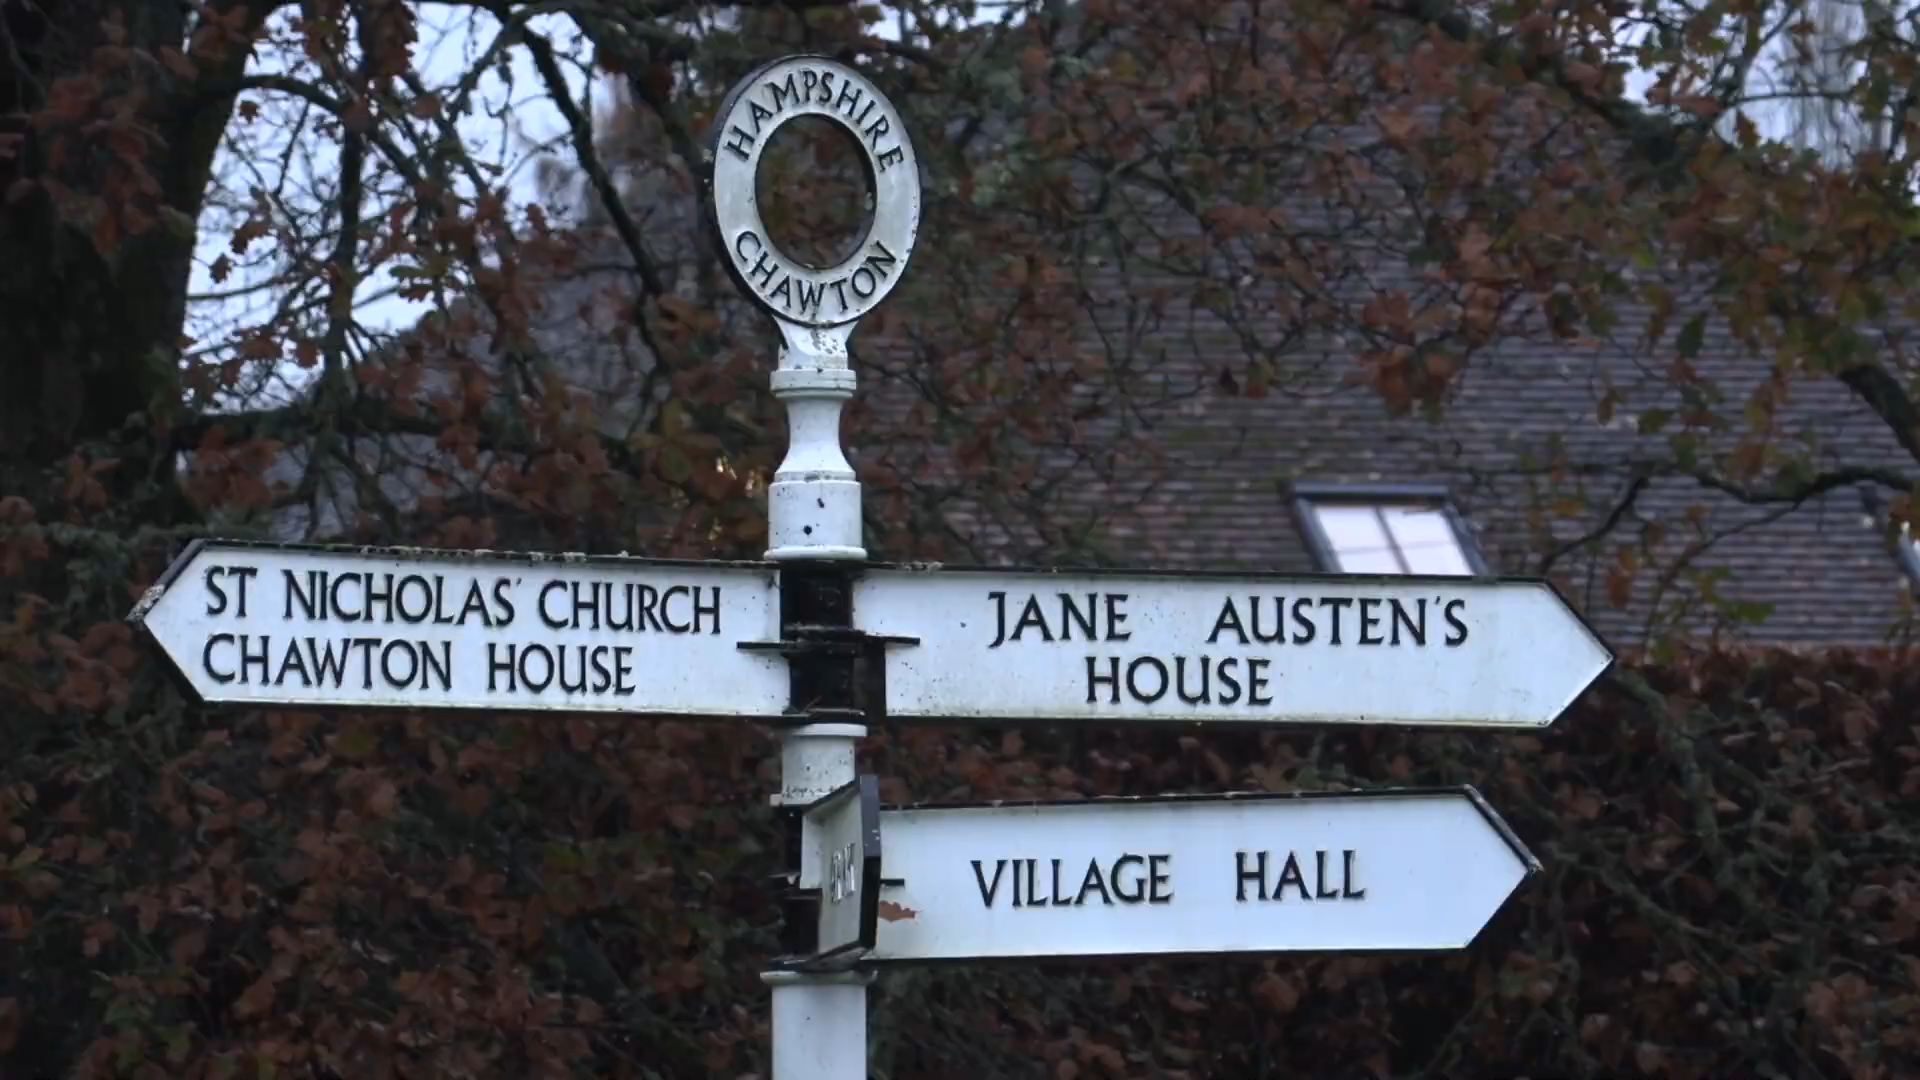 HAMPSHIRE
CHAWTON
ST NICHOLAS' CHURCH
CHAWTON HOUSE
JANE AUSTEN'S
HOUSE
VILLAGE HALL